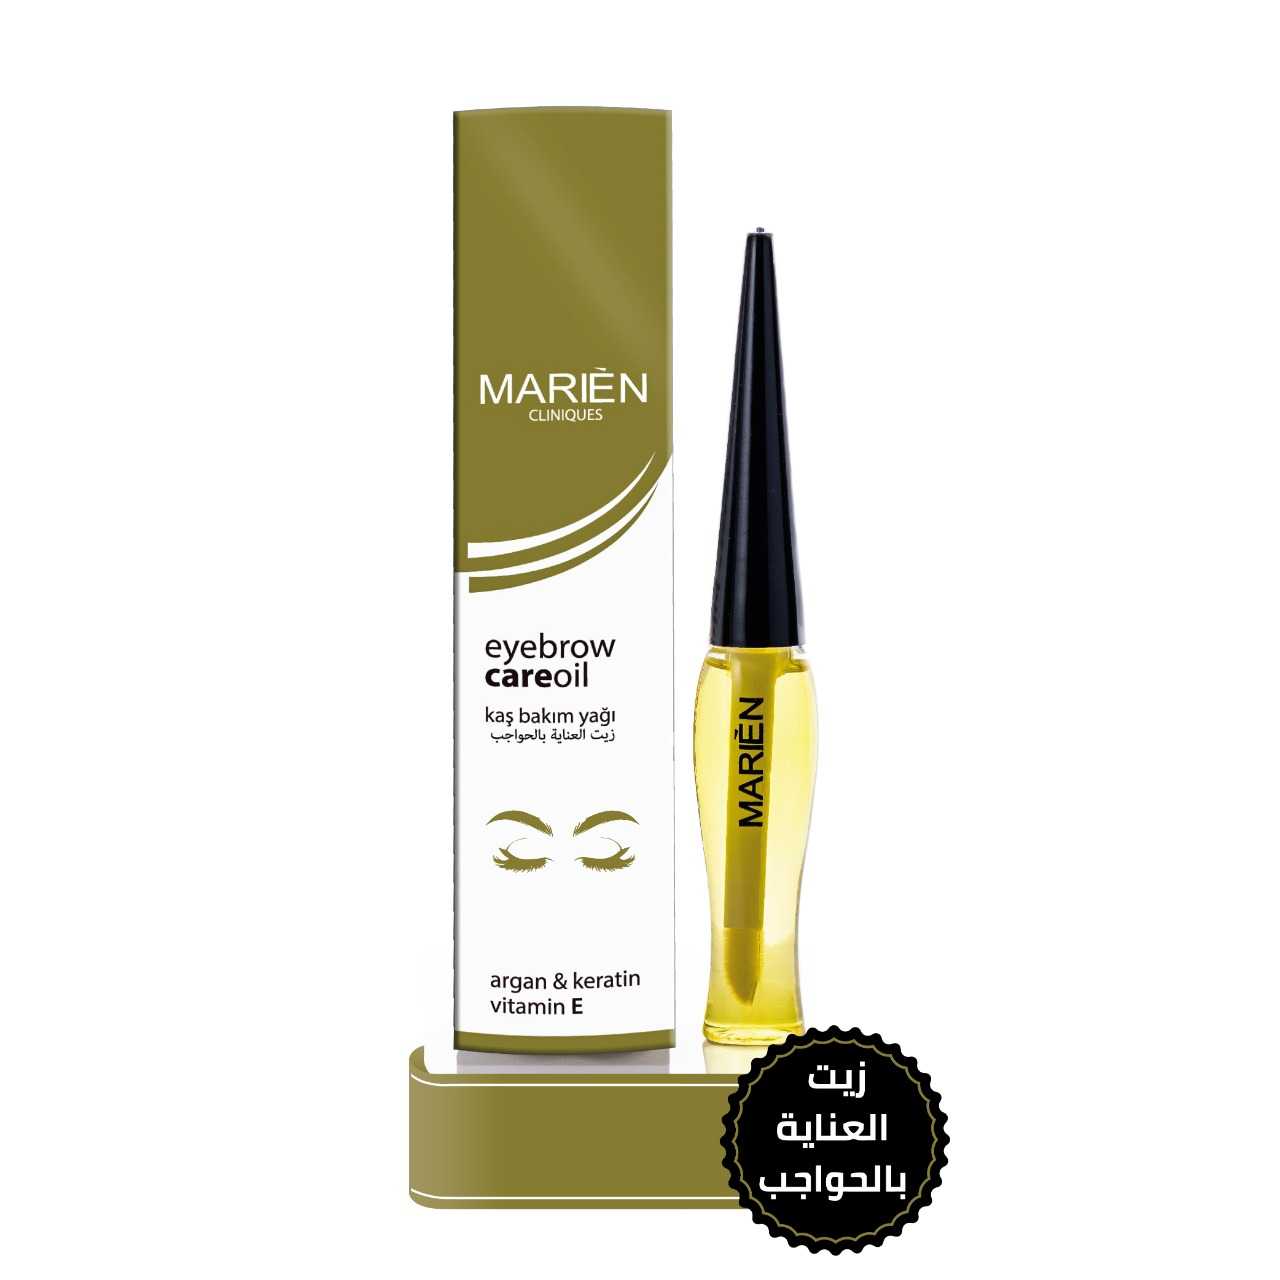 MARIÈN
CLINIQUES
eyebrow
careoil
kaş bakım yağı
زيت العناية بالحواجب
argan & keratin
vitamin E
MARIÈN
زيت
العناية
بالحواجب